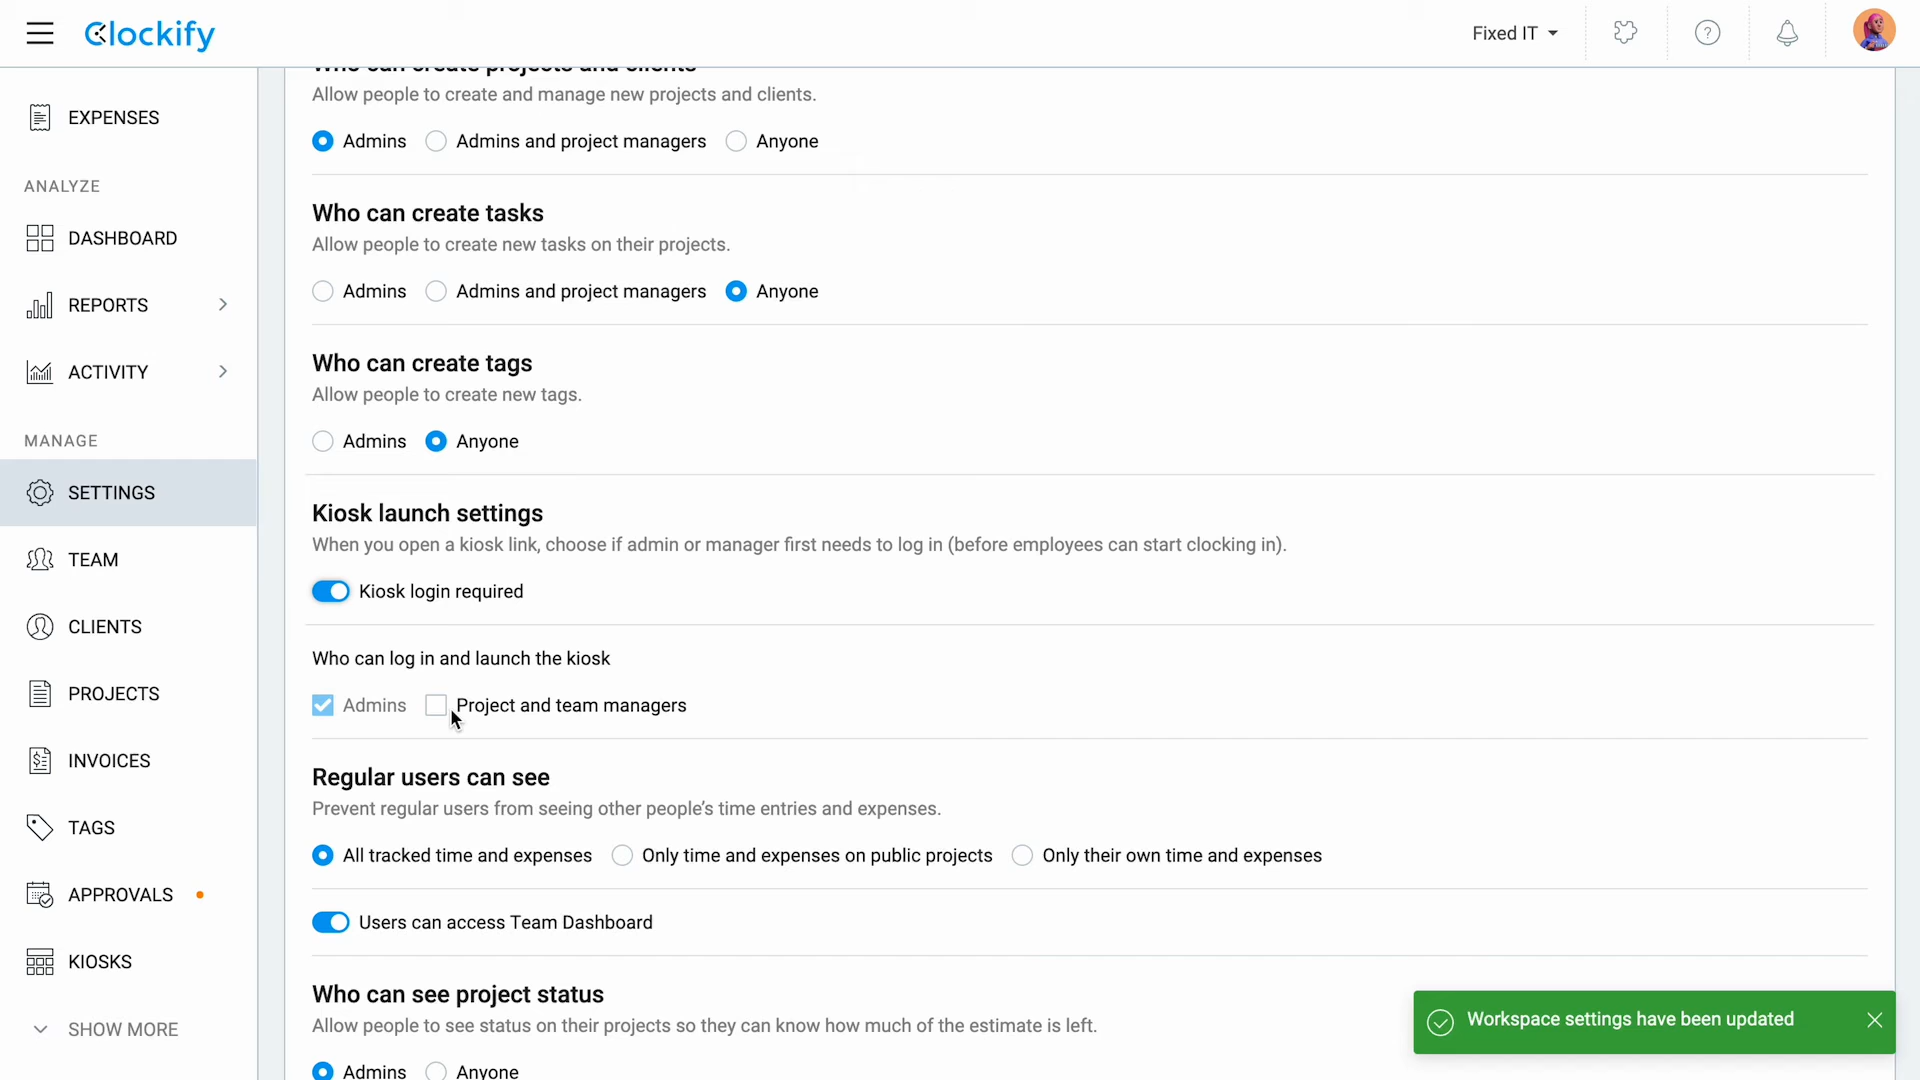 Clockify
Fixed IT
EXPENSES
ANALYZE
DASHBOARD
REPORTS
ACTIVITY
MANAGE
SETTINGS
TEAM
CLIENTS
PROJECTS
INVOICES
TAGS
APPROVALS
KIOSKS
SHOW MORE
Who can create projects and clients
Allow people to create and manage new projects and clients.
Admins Admins and project managers Anyone
Who can create tasks
Allow people to create new tasks on their projects.
Admins Admins and project managers Anyone
Who can create tags
Allow people to create new tags.
Admins Anyone
Kiosk launch settings
When you open a kiosk link, choose if admin or manager first needs to log in (before employees can start clocking in).
Kiosk login required
Who can log in and launch the kiosk
Admins Project and team managers
Regular users can see
Prevent regular users from seeing other people's time entries and expenses.
All tracked time and expenses Only time and expenses on public projects Only their own time and expenses
Users can access Team Dashboard
Who can see project status
Allow people to see status on their projects so they can know how much of the estimate is left.
Admins Anyone
Workspace settings have been updated